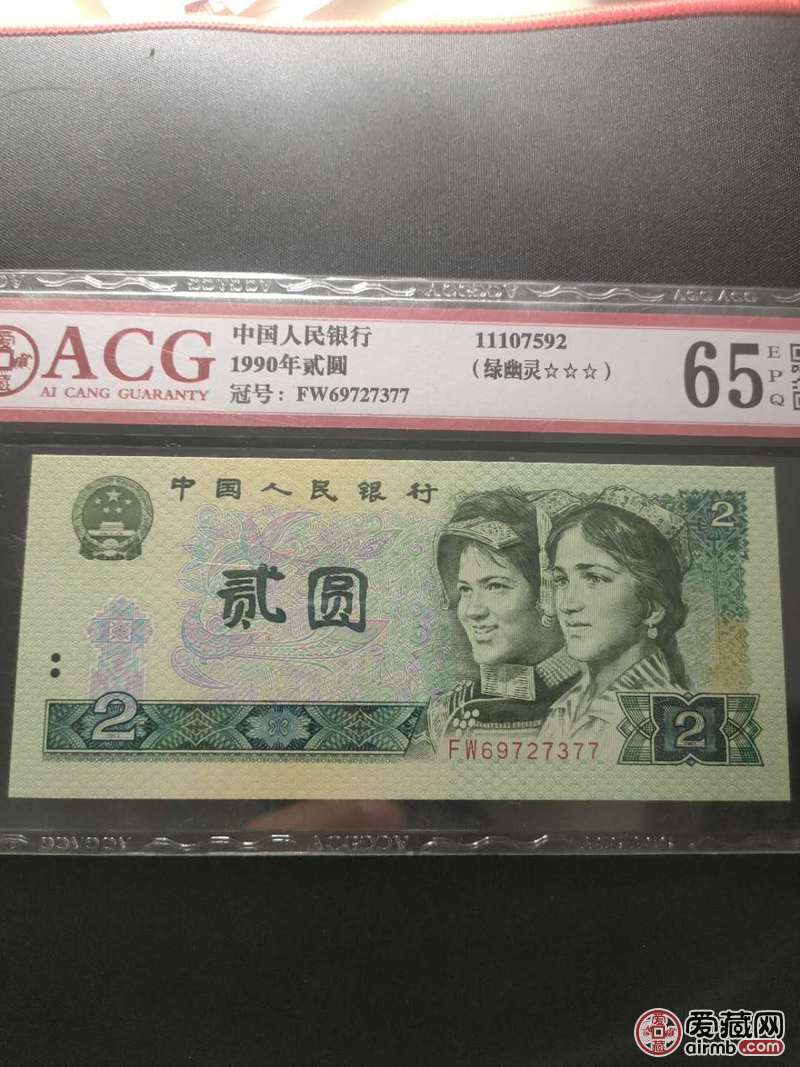 ACG
AI CANG GUARANTY
中国人民银行
1990年贰圆
冠号：FW69727377
11107592
（绿幽灵☆☆☆）
65
EPQ
中国人民银行
贰圆
2
2
FW69727377
2
爱藏网
airmb.com